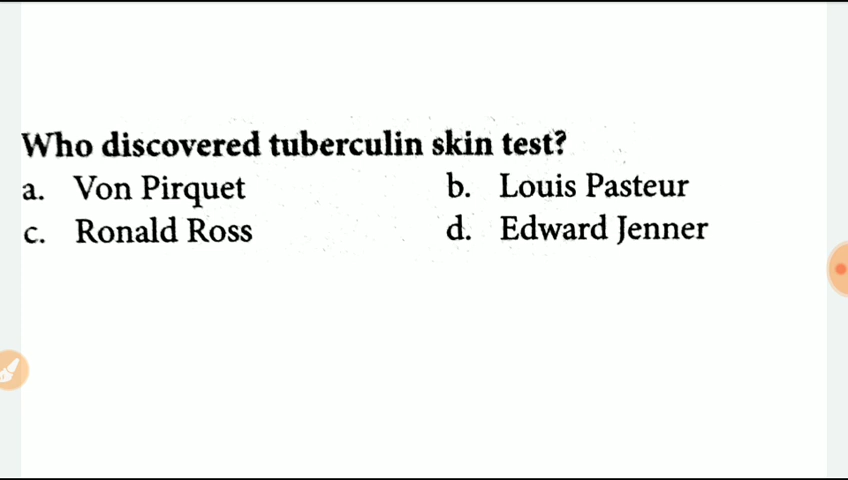 Who discovered tuberculin skin test?
a. Von Pirquet b. Louis Pasteur
c. Ronald Ross d. Edward Jenner